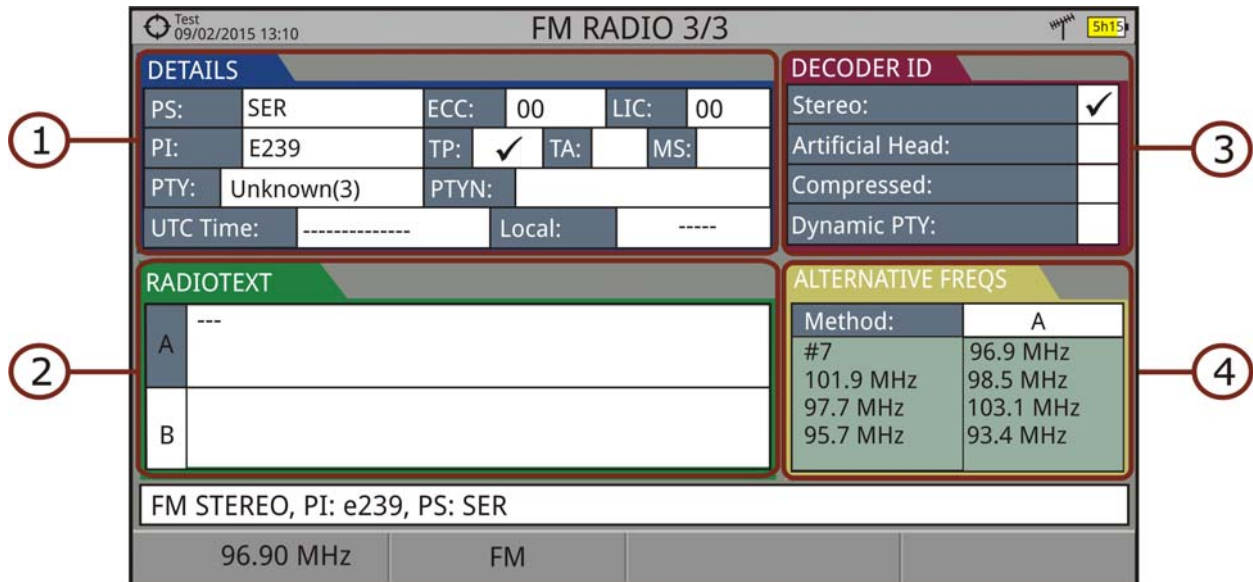 Test
09/02/2015 13:10
FM RADIO 3/3
5h15
DETAILS
PS: SER ECC: 00 LIC: 00
PI: E239 TP: ✓ TA: MS:
PTY: Unknown(3) PTYN:
UTC Time: -------------- Local: -----
1
DECODER ID
Stereo: ✓
Artificial Head:
Compressed:
Dynamic PTY:
3
RADIOTEXT
A ---
B
2
ALTERNATIVE FREQS
Method: A
#7 96.9 MHz
101.9 MHz 98.5 MHz
97.7 MHz 103.1 MHz
95.7 MHz 93.4 MHz
4
FM STEREO, PI: e239, PS: SER
96.90 MHz FM